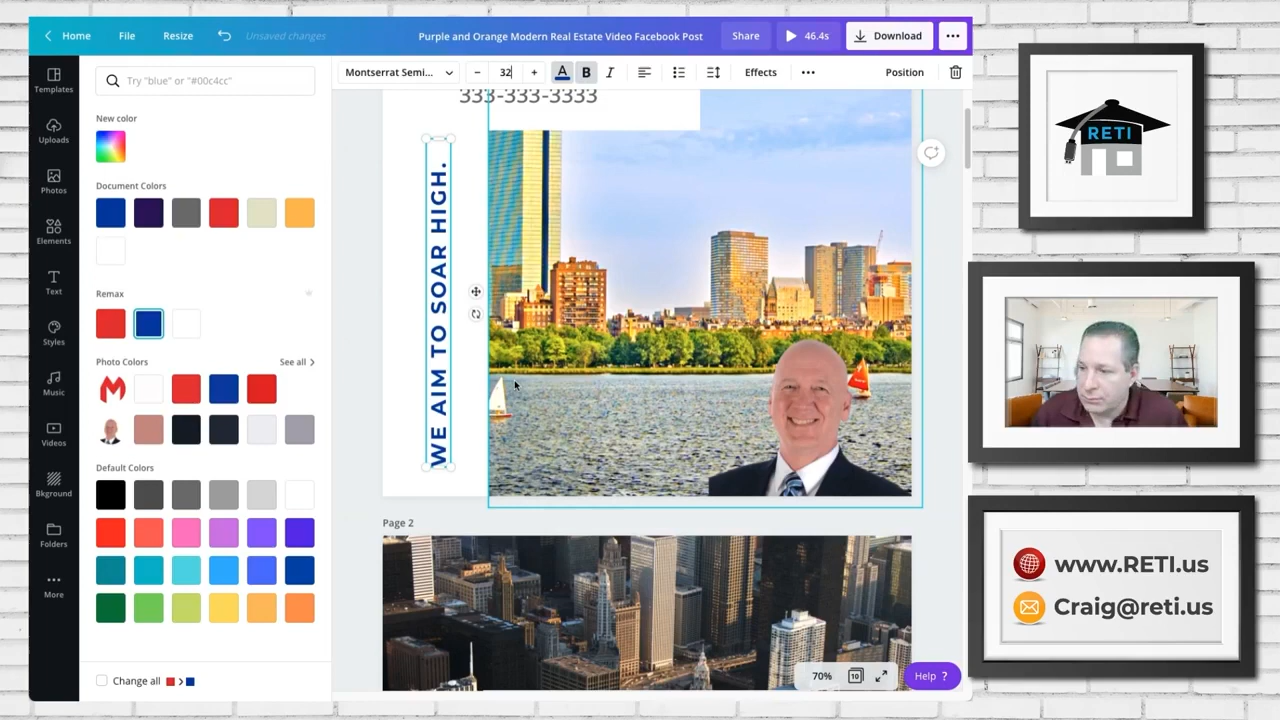 Home
File
Resize
Unsaved changes
Purple and Orange Modern Real Estate Video Facebook Post
Share
46.4s
Download
Templates
Uploads
Photos
Elements
Text
Styles
Music
Videos
Bkground
Folders
More
Try "blue" or "#00c4cc"
New color
Document Colors
Remax
Photo Colors
See all
Default Colors
Change all
Montserrat Semi...
32
A
B
I
Effects
Position
333-333-3333
WE AIM TO SOAR HIGH.
Page 2
70%
10
Help ?
RETI
www.RETI.us
Craig@reti.us